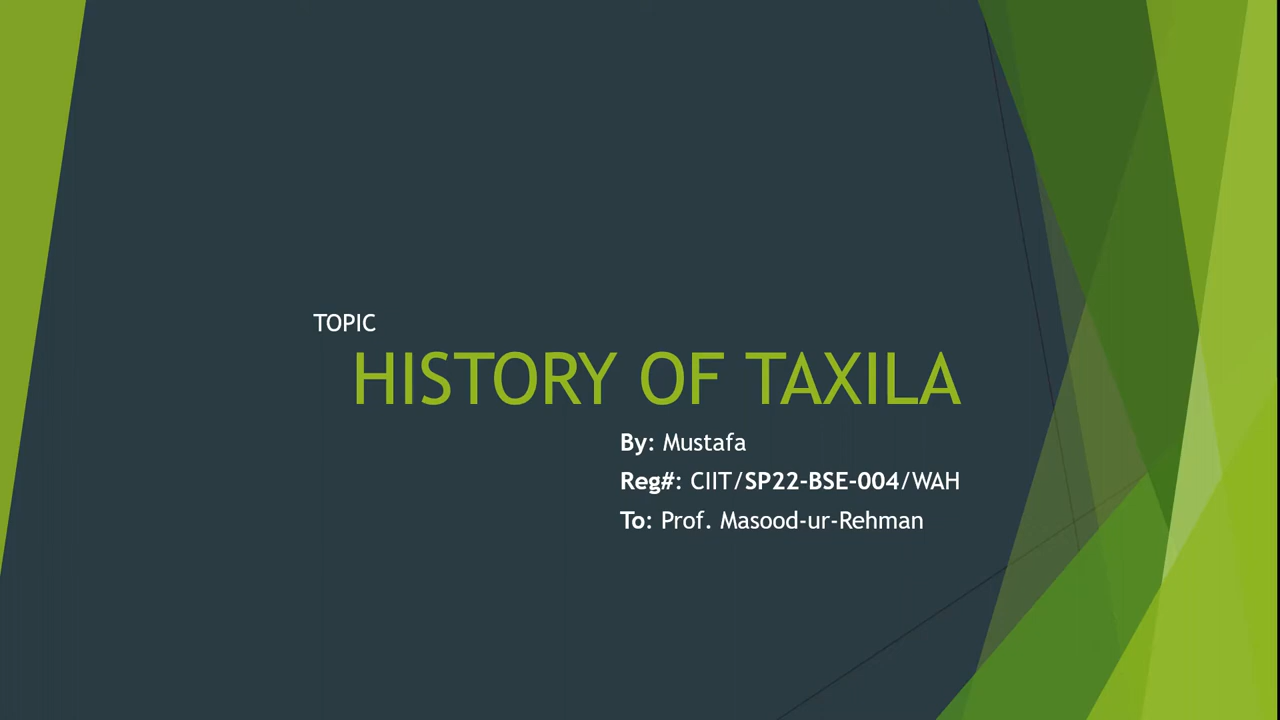 TOPIC
HISTORY OF TAXILA
By: Mustafa
Reg#: CIIT/SP22-BSE-004/WAH
To: Prof. Masood-ur-Rehman